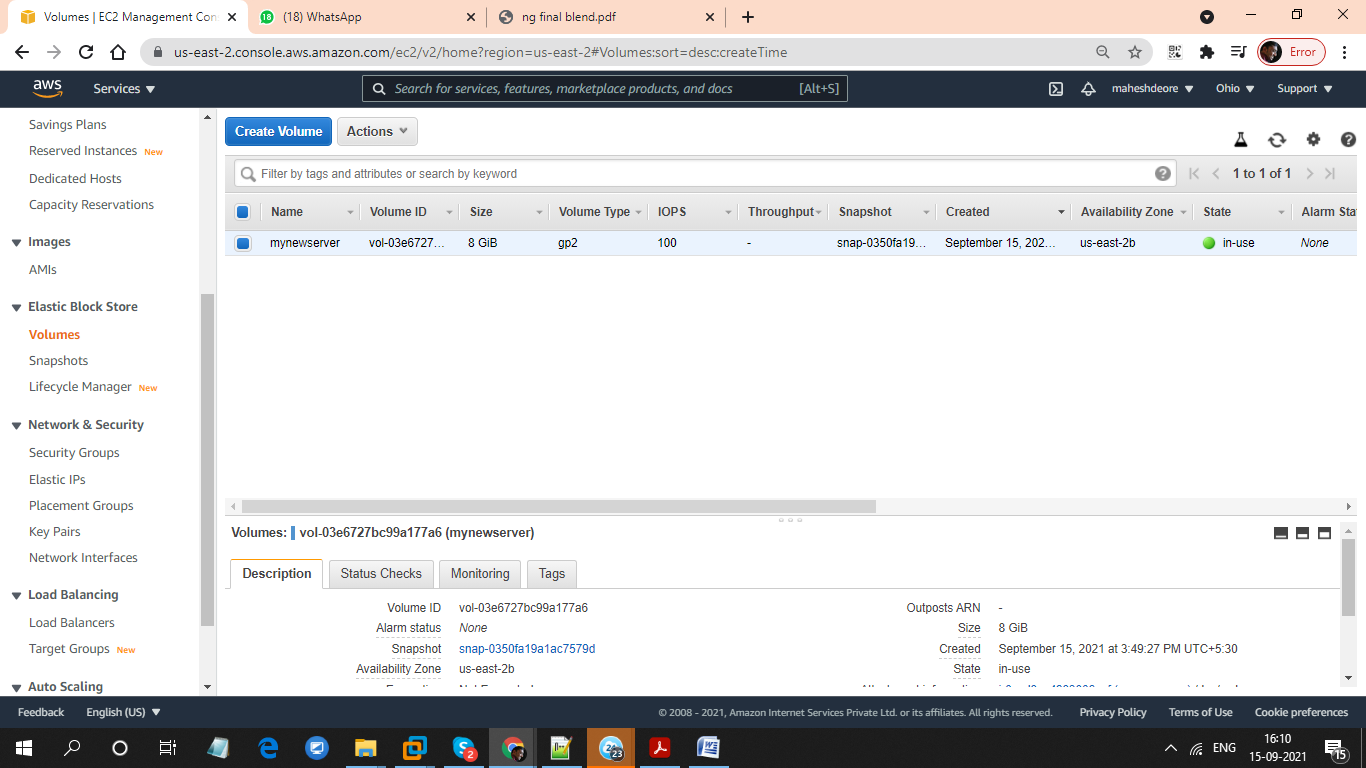 Volumes | EC2 Management Con
18
(18) WhatsApp
ng final blend.pdf
us-east-2.console.aws.amazon.com/ec2/v2/home?region=us-east-2#Volumes:sort=desc:createTime
Error
aws
Services
Search for services, features, marketplace products, and docs
[Alt+S]
maheshdeore
Ohio
Support
Savings Plans
Reserved Instances New
Dedicated Hosts
Capacity Reservations
Images
AMIs
Elastic Block Store
Volumes
Snapshots
Lifecycle Manager New
Network & Security
Security Groups
Elastic IPs
Placement Groups
Key Pairs
Network Interfaces
Load Balancing
Load Balancers
Target Groups New
Auto Scaling
Create Volume
Actions
Filter by tags and attributes or search by keyword
1 to 1 of 1
Name Volume ID Size Volume Type IOPS Throughput Snapshot Created Availability Zone State Alarm Sta
mynewserver vol-03e6727... 8 GiB gp2 100 - snap-0350fa19... September 15, 202... us-east-2b in-use None
Volumes: vol-03e6727bc99a177a6 (mynewserver)
Description Status Checks Monitoring Tags
Volume ID vol-03e6727bc99a177a6
Alarm status None
Snapshot snap-0350fa19a1ac7579d
Availability Zone us-east-2b
Outposts ARN -
Size 8 GiB
Created September 15, 2021 at 3:49:27 PM UTC+5:30
State in-use
Feedback English (US)
© 2008 - 2021, Amazon Internet Services Private Ltd. or its affiliates. All rights reserved.
Privacy Policy Terms of Use Cookie preferences
2
23
ENG
16:10
15-09-2021
15